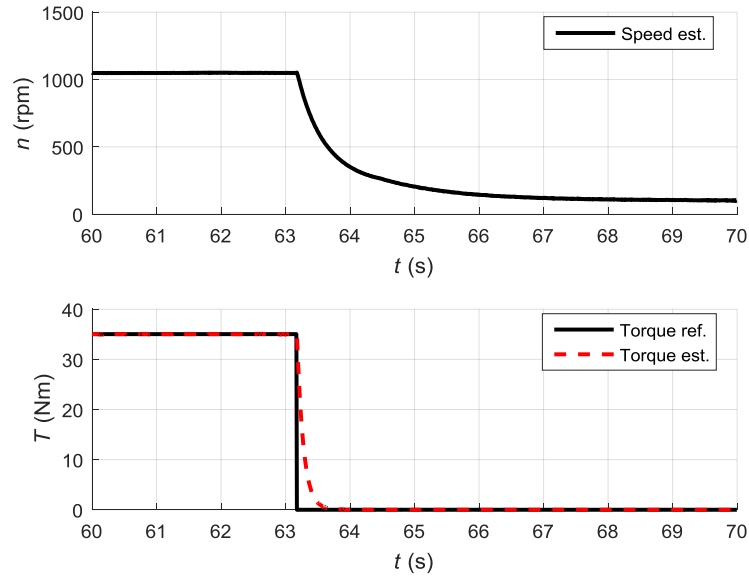 1500
1000
500
0
n (rpm)
Speed est.
60 61 62 63 64 65 66 67 68 69 70
t (s)
40
30
20
10
0
T (Nm)
Torque ref.
Torque est.
60 61 62 63 64 65 66 67 68 69 70
t (s)